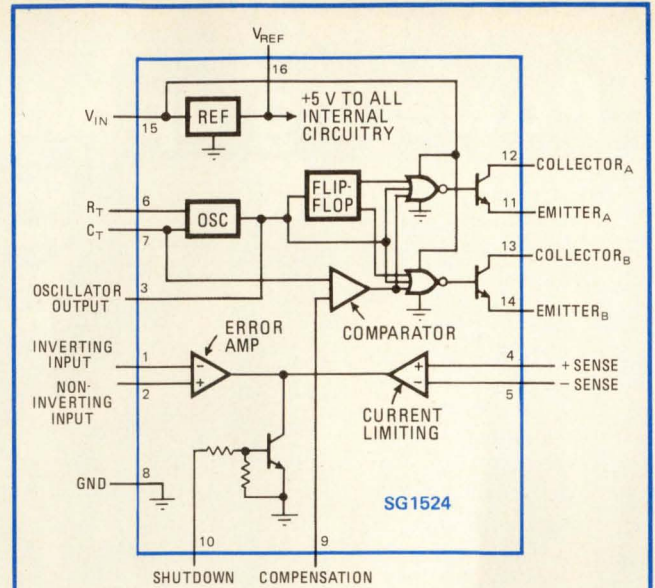 VREF
16
+5 V TO ALL
INTERNAL
CIRCUITRY
VIN
15
REF
12
COLLECTORA
FLIP-
FLOP
11
EMITTERA
RT
6
OSC
CT
7
13
COLLECTORB
OSCILLATOR
OUTPUT
3
COMPARATOR
14
EMITTERB
ERROR
AMP
INVERTING
INPUT
1
-
+
NON-
INVERTING
INPUT
2
4
+ SENSE
+
-
5
- SENSE
CURRENT
LIMITING
GND
8
SG1524
10
9
SHUTDOWN
COMPENSATION